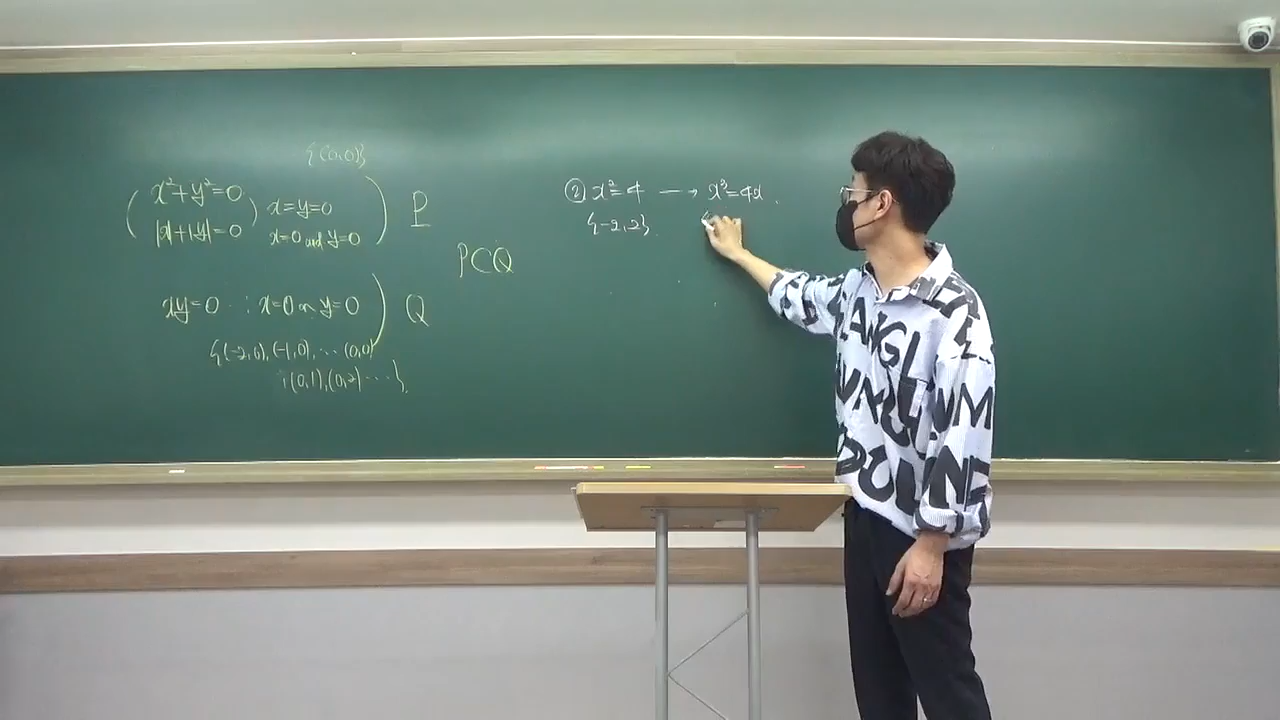 {(0,0)}
x²+y²=0
|x|+|y|=0
x=y=0
x=0 and y=0
P
P⊂Q
xy=0
x=0 or y=0
Q
{(-2,0),(-1,0),...(0,0)
,(0,1),(0,2)...}.
② x²=4 → x³=4x.
{-2,2}.
{